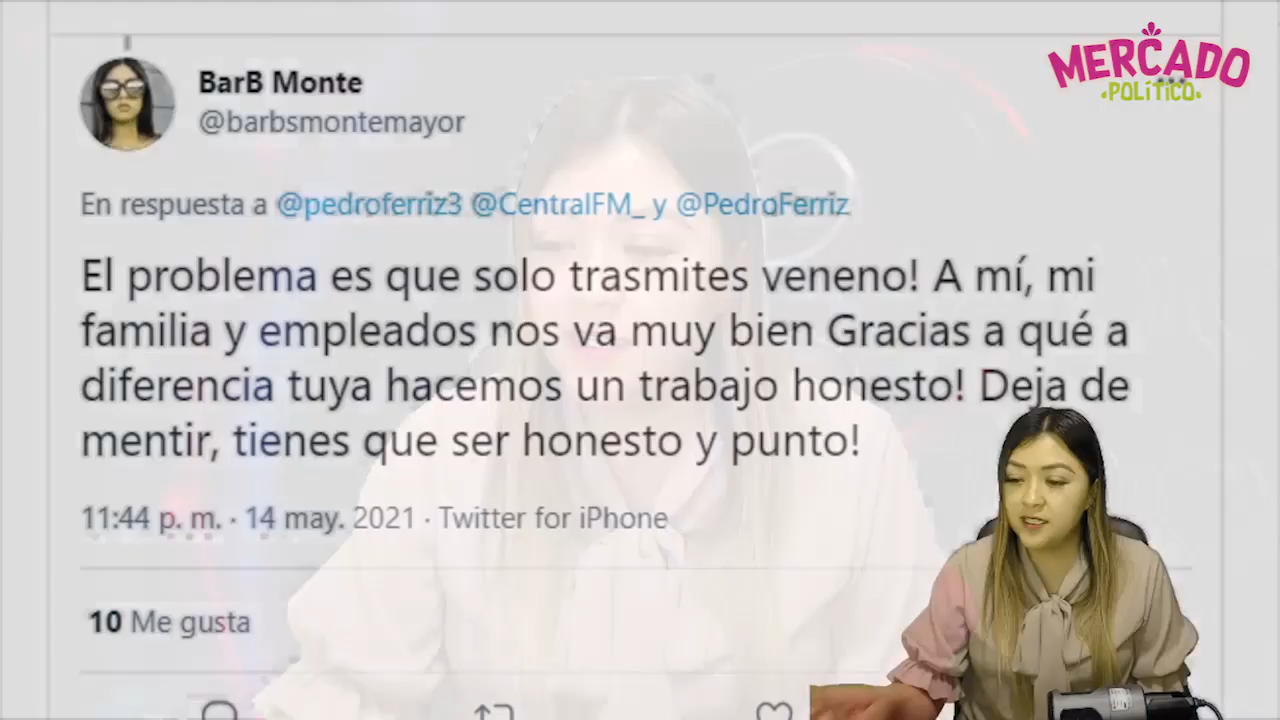 MERCADO
POLÍTICO
BarB Monte
@barbsmontemayor
En respuesta a @pedroferriz3 @CentralFM_ y @PedroFerriz
El problema es que solo trasmites veneno! A mí, mi
familia y empleados nos va muy bien Gracias a qué a
diferencia tuya hacemos un trabajo honesto! Deja de
mentir, tienes que ser honesto y punto!
11:44 p. m. · 14 may. 2021 · Twitter for iPhone
10 Me gusta